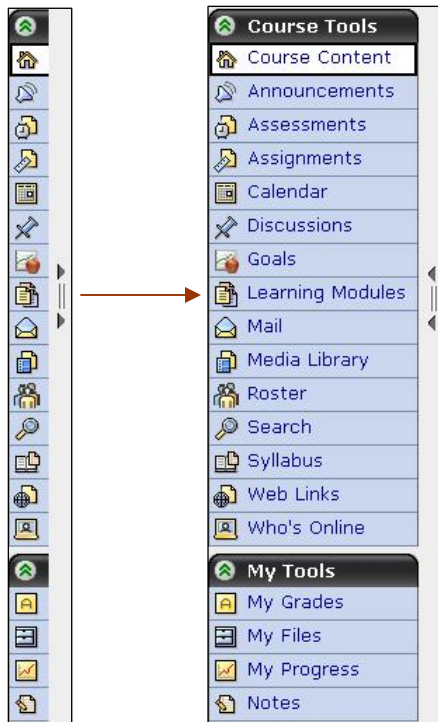 Course Tools
Course Content
Announcements
Assessments
Assignments
Calendar
Discussions
Goals
Learning Modules
Mail
Media Library
Roster
Search
Syllabus
Web Links
Who's Online
My Tools
My Grades
My Files
My Progress
Notes